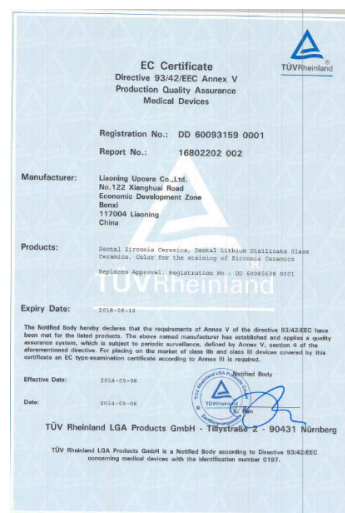 TÜVRheinland
EC Certificate
Directive 93/42/EEC Annex V
Production Quality Assurance
Medical Devices
Registration No.: DD 60093159 0001
Report No.: 16802202 002
Manufacturer: Liaoning Upcera Co.,Ltd.
No.122 Xianghuai Road
Economic Development Zone
Benxi
117004 Liaoning
China
Products: Dental Zirconia Ceramics, Dental Lithium Disilicate Glass
Ceramics, Color for the staining of Zirconia Ceramics
Replaces Approval, Registration No.: DD 60085638 0001
TÜVRheinland
Expiry Date: 2018-06-12
The Notified Body hereby declares that the requirements of Annex V of the directive 93/42/EEC have
been met for the listed products. The above named manufacturer has established and applies a quality
assurance system, which is subject to periodic surveillance, defined by Annex V, section 4 of the
aforementioned directive. For placing on the market of class IIb and class III devices covered by this
certificate an EC type-examination certificate according to Annex III is required.
Notified Body
Effective Date: 2014-05-06
Date: 2014-05-06
TÜV Rheinland LGA Products GmbH - Tillystraße 2 - 90431 Nürnberg
TÜV Rheinland LGA Products GmbH is a Notified Body according to Directive 93/42/EEC
concerning medical devices with the identification number 0197.